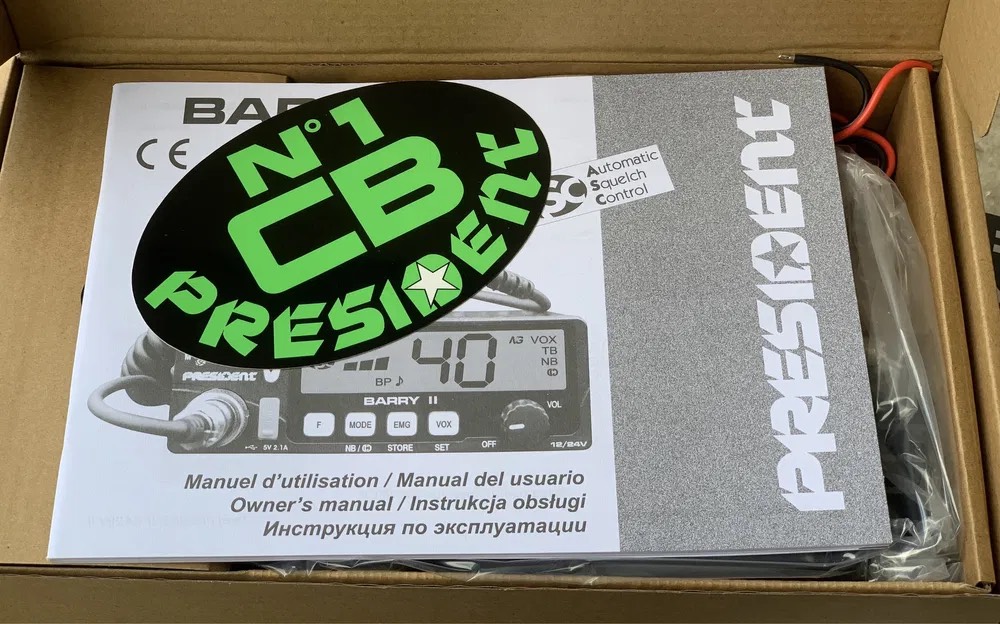 BAR
CE
N°1
CB
PRESIDENT
ASC
Automatic
Squelch
Control
PRESIDENT
PRESIDENT
40
VOX
TB
NB
BP
BARRY II
F
MODE
EMG
VOX
VOL
5V 2.1A
NB/
STORE
SET
OFF
12/24V
Manuel d'utilisation / Manual del usuario
Owner's manual / Instrukcja obsługi
Инструкция по эксплуатации